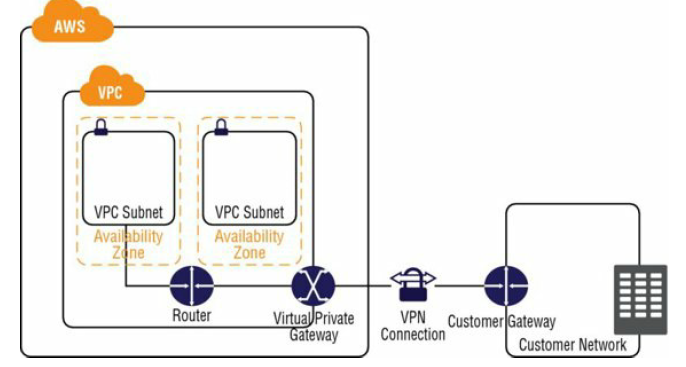 AWS
VPC
VPC Subnet
VPC Subnet
Availability
Zone
Availability
Zone
Router
Virtual Private
Gateway
VPN
Connection
Customer Gateway
Customer Network